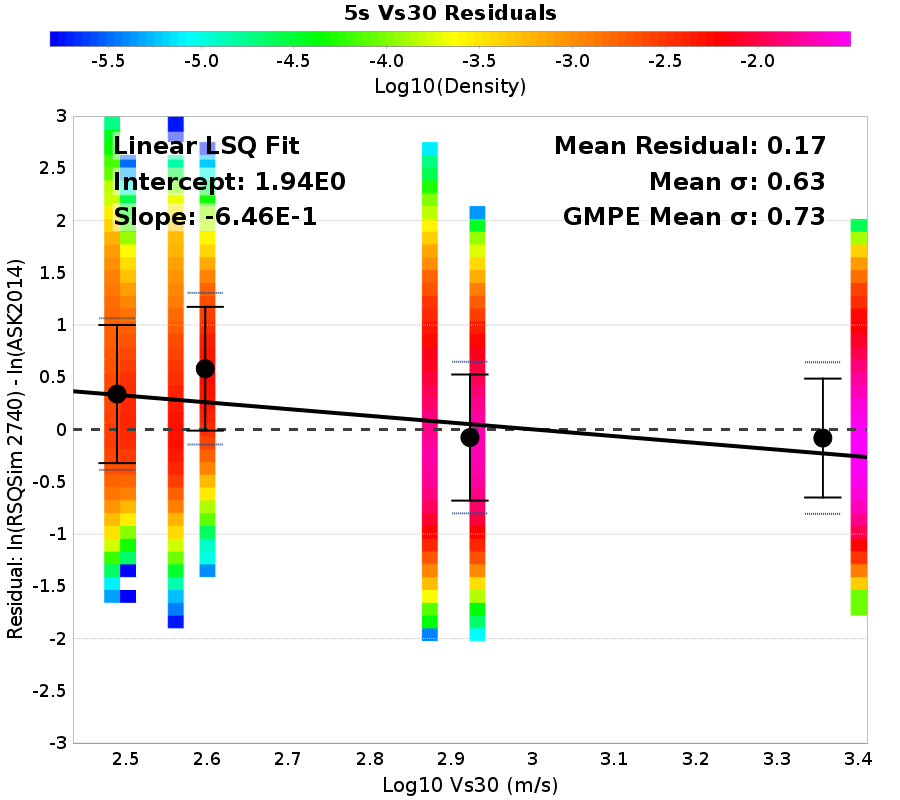 5s Vs30 Residuals
-5.5 -5.0 -4.5 -4.0 -3.5 -3.0 -2.5 -2.0
Log10(Density)
Linear LSQ Fit
Intercept: 1.94E0
Slope: -6.46E-1
Mean Residual: 0.17
Mean σ: 0.63
GMPE Mean σ: 0.73
Residual: ln(RSQSim 2740) - ln(ASK2014)
3
2.5
2
1.5
1
0.5
0
-0.5
-1
-1.5
-2
-2.5
-3
2.5 2.6 2.7 2.8 2.9 3 3.1 3.2 3.3 3.4
Log10 Vs30 (m/s)